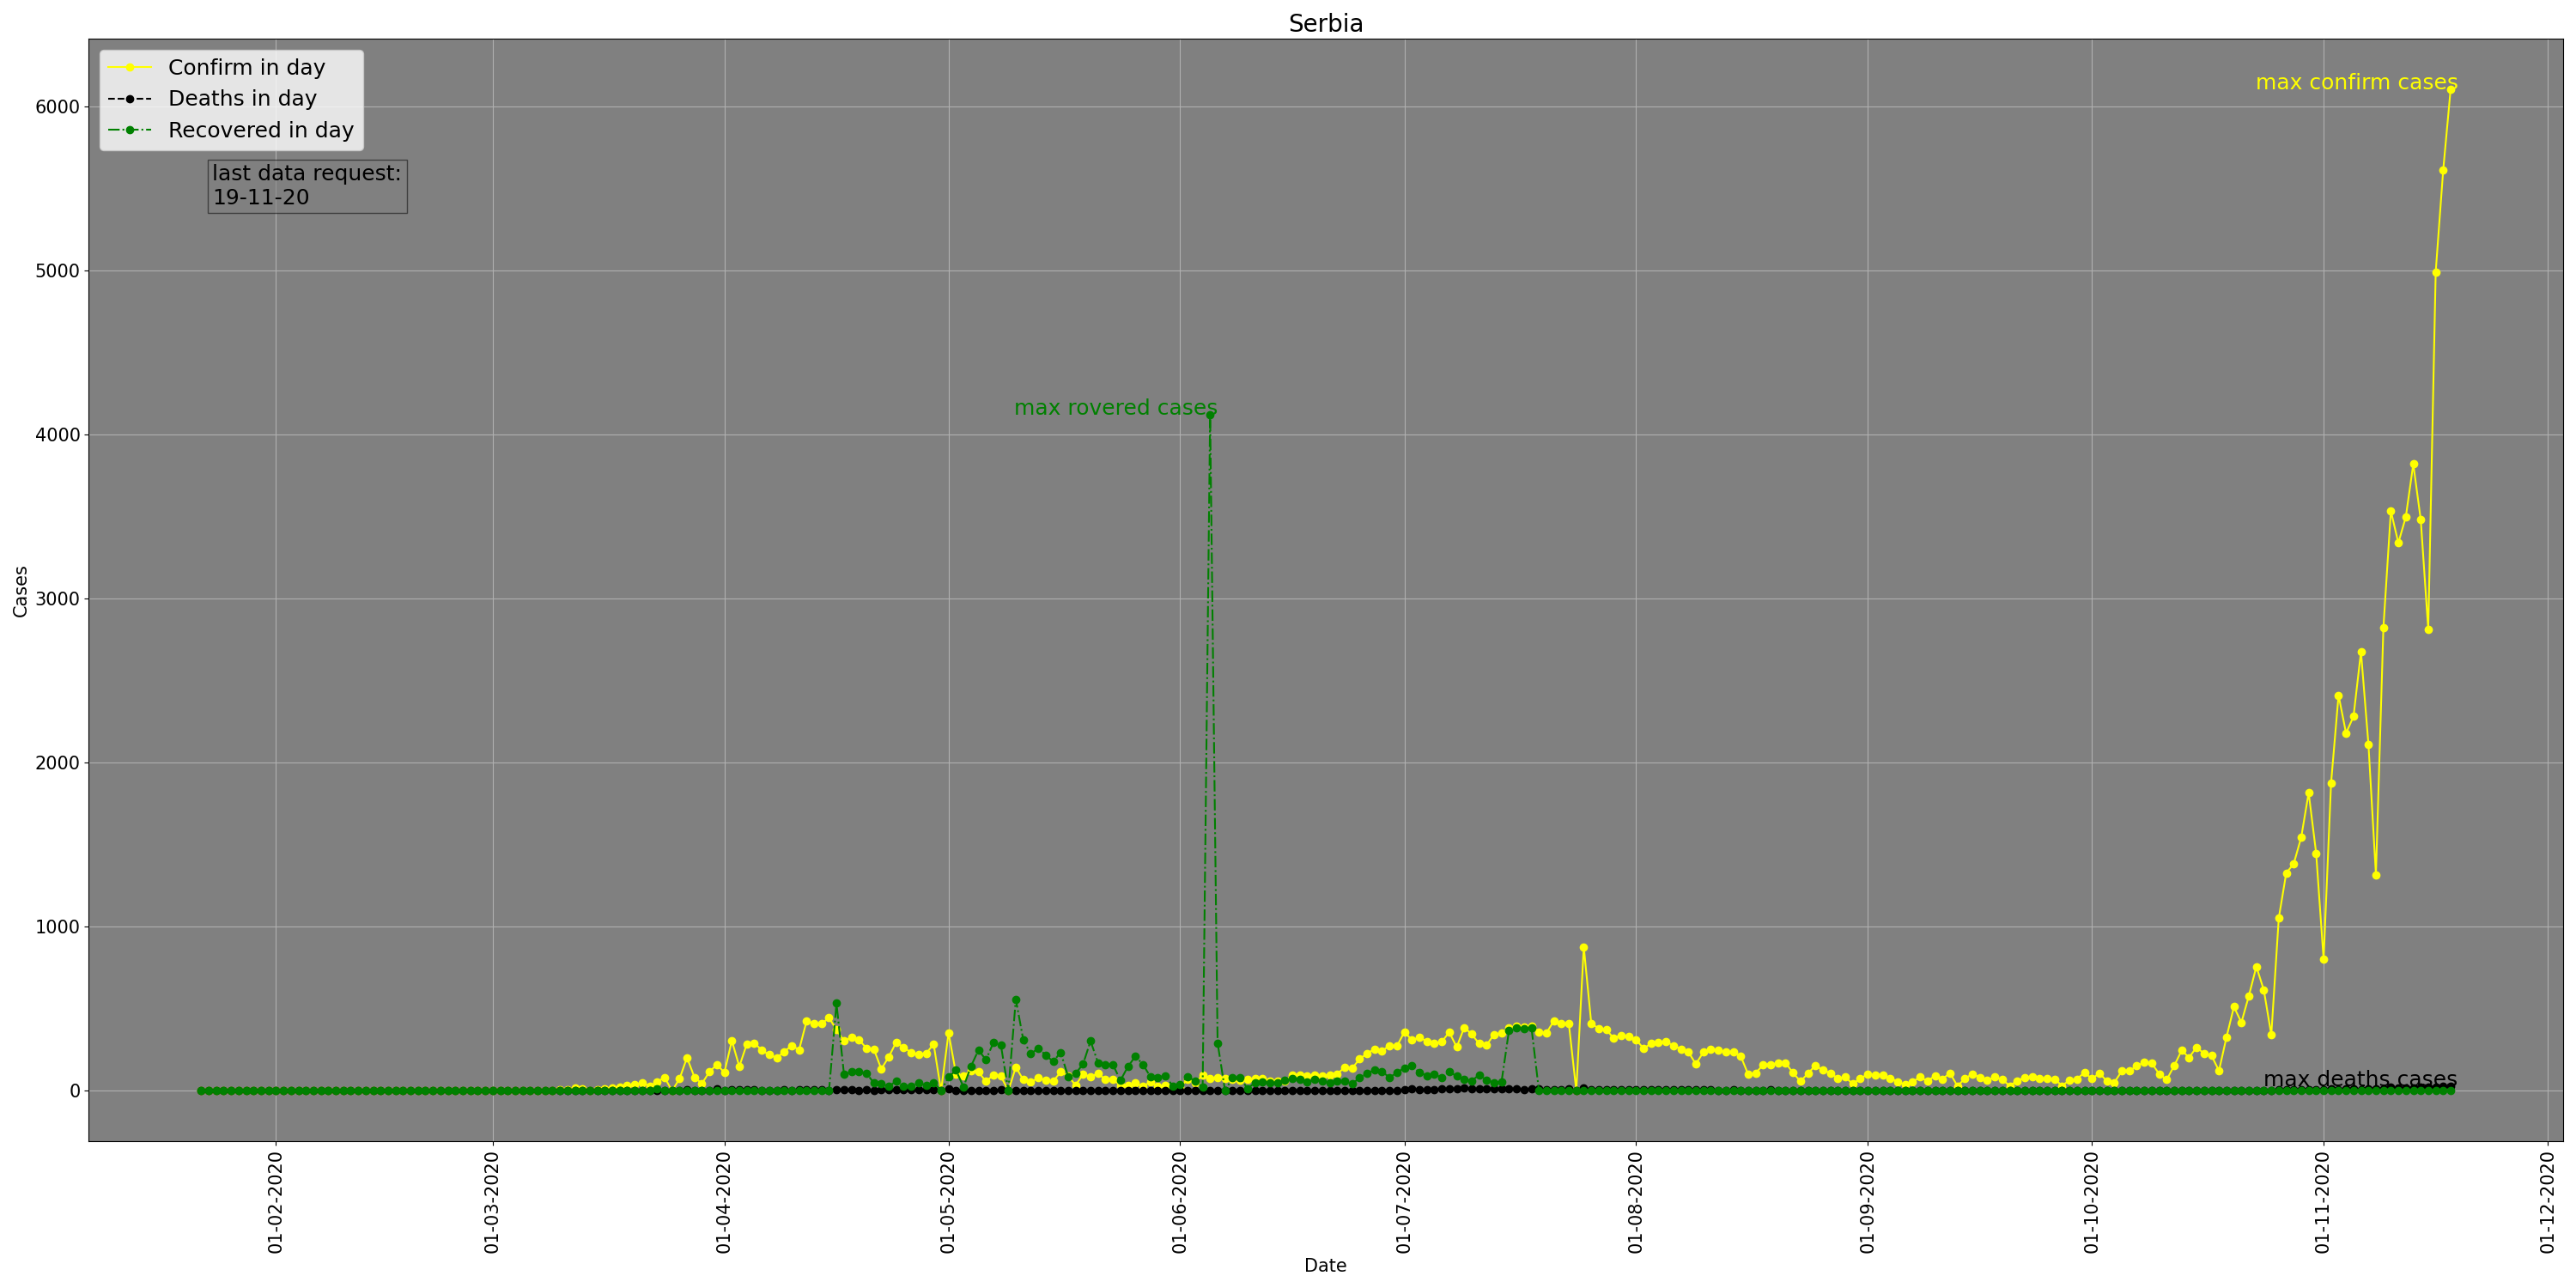 Serbia
Confirm in day
Deaths in day
Recovered in day
last data request:
19-11-20
max confirm cases
max rovered cases
max deaths cases
6000
5000
4000
3000
2000
1000
0
Cases
01-02-2020
01-03-2020
01-04-2020
01-05-2020
01-06-2020
01-07-2020
01-08-2020
01-09-2020
01-10-2020
01-11-2020
01-12-2020
Date